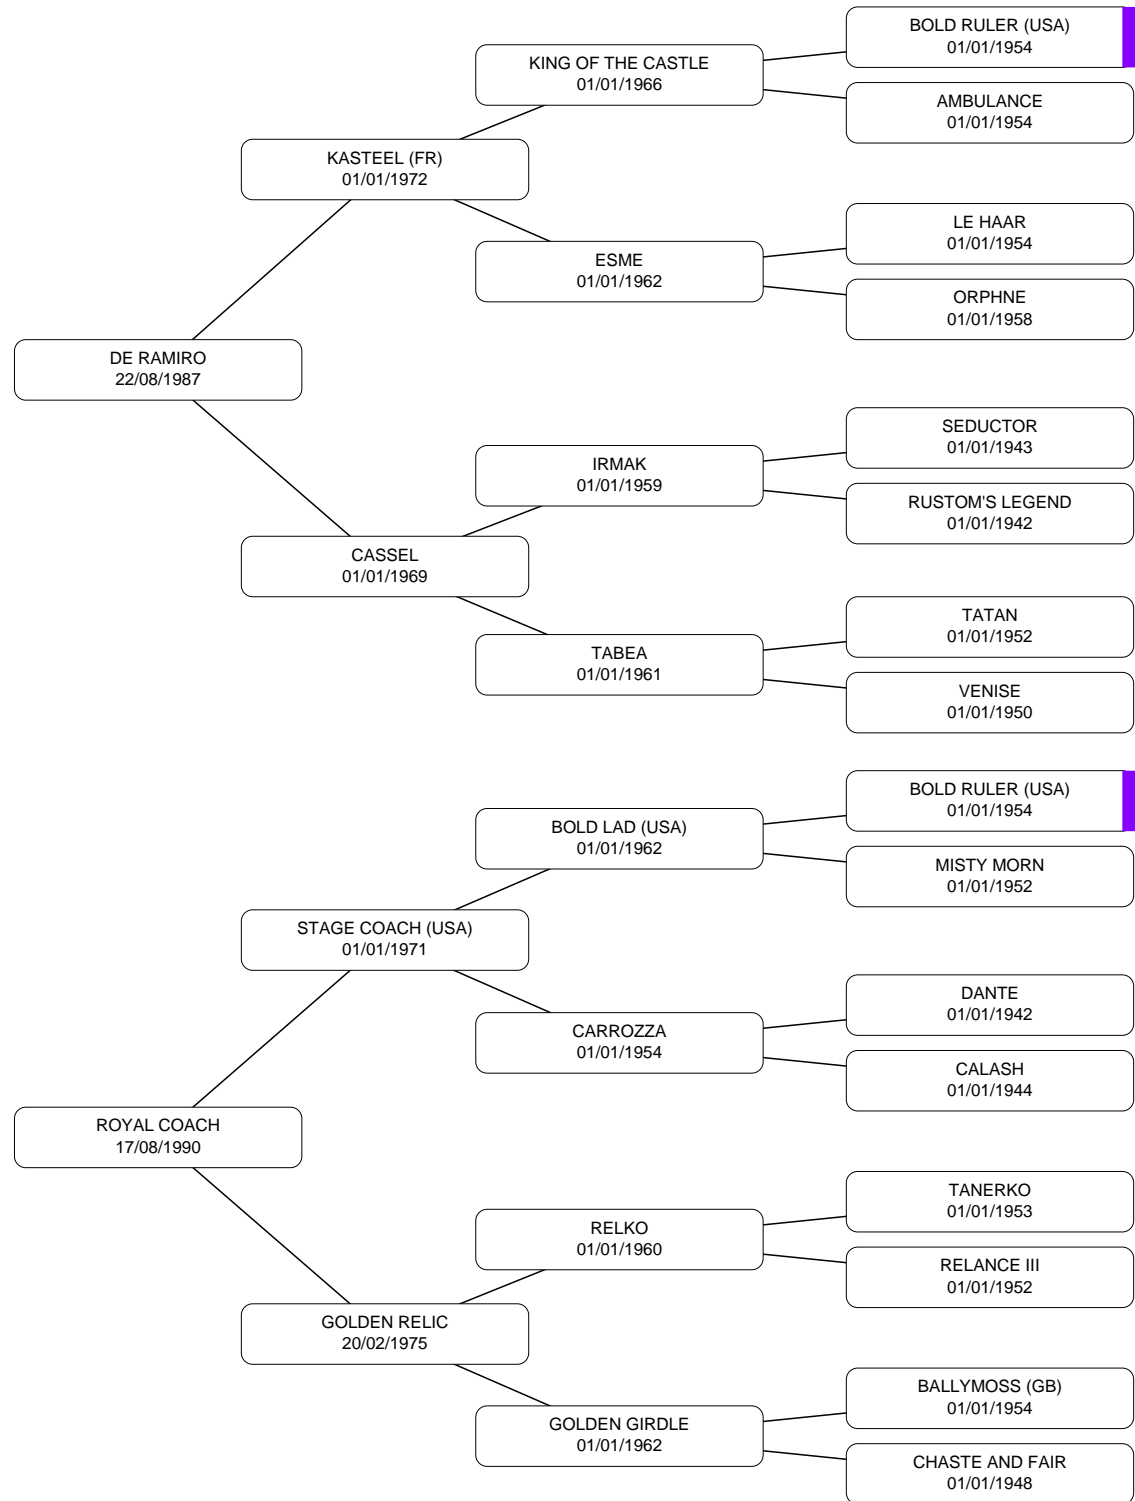 BOLD RULER (USA)
01/01/1954
KING OF THE CASTLE
01/01/1966
AMBULANCE
01/01/1954
KASTEEL (FR)
01/01/1972
LE HAAR
01/01/1954
ESME
01/01/1962
ORPHNE
01/01/1958
DE RAMIRO
22/08/1987
SEDUCTOR
01/01/1943
IRMAK
01/01/1959
RUSTOM'S LEGEND
01/01/1942
CASSEL
01/01/1969
TATAN
01/01/1952
TABEA
01/01/1961
VENISE
01/01/1950
BOLD RULER (USA)
01/01/1954
BOLD LAD (USA)
01/01/1962
MISTY MORN
01/01/1952
STAGE COACH (USA)
01/01/1971
DANTE
01/01/1942
CARROZZA
01/01/1954
CALASH
01/01/1944
ROYAL COACH
17/08/1990
TANERKO
01/01/1953
RELKO
01/01/1960
RELANCE III
01/01/1952
GOLDEN RELIC
20/02/1975
BALLYMOSS (GB)
01/01/1954
GOLDEN GIRDLE
01/01/1962
CHASTE AND FAIR
01/01/1948